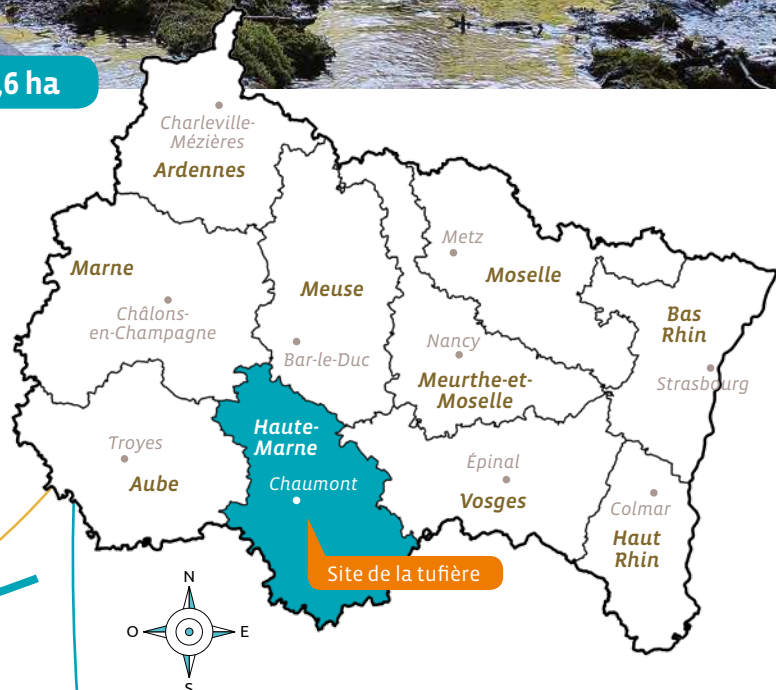 ,6 ha
Charleville-
Mézières
Ardennes
Marne
Châlons-
en-Champagne
Meuse
Bar-le-Duc
Metz
Moselle
Nancy
Meurthe-et-
Moselle
Bas
Rhin
Strasbourg
Haute-
Marne
Chaumont
Troyes
Aube
Épinal
Vosges
Colmar
Haut
Rhin
Site de la tufière
N
O
E
S